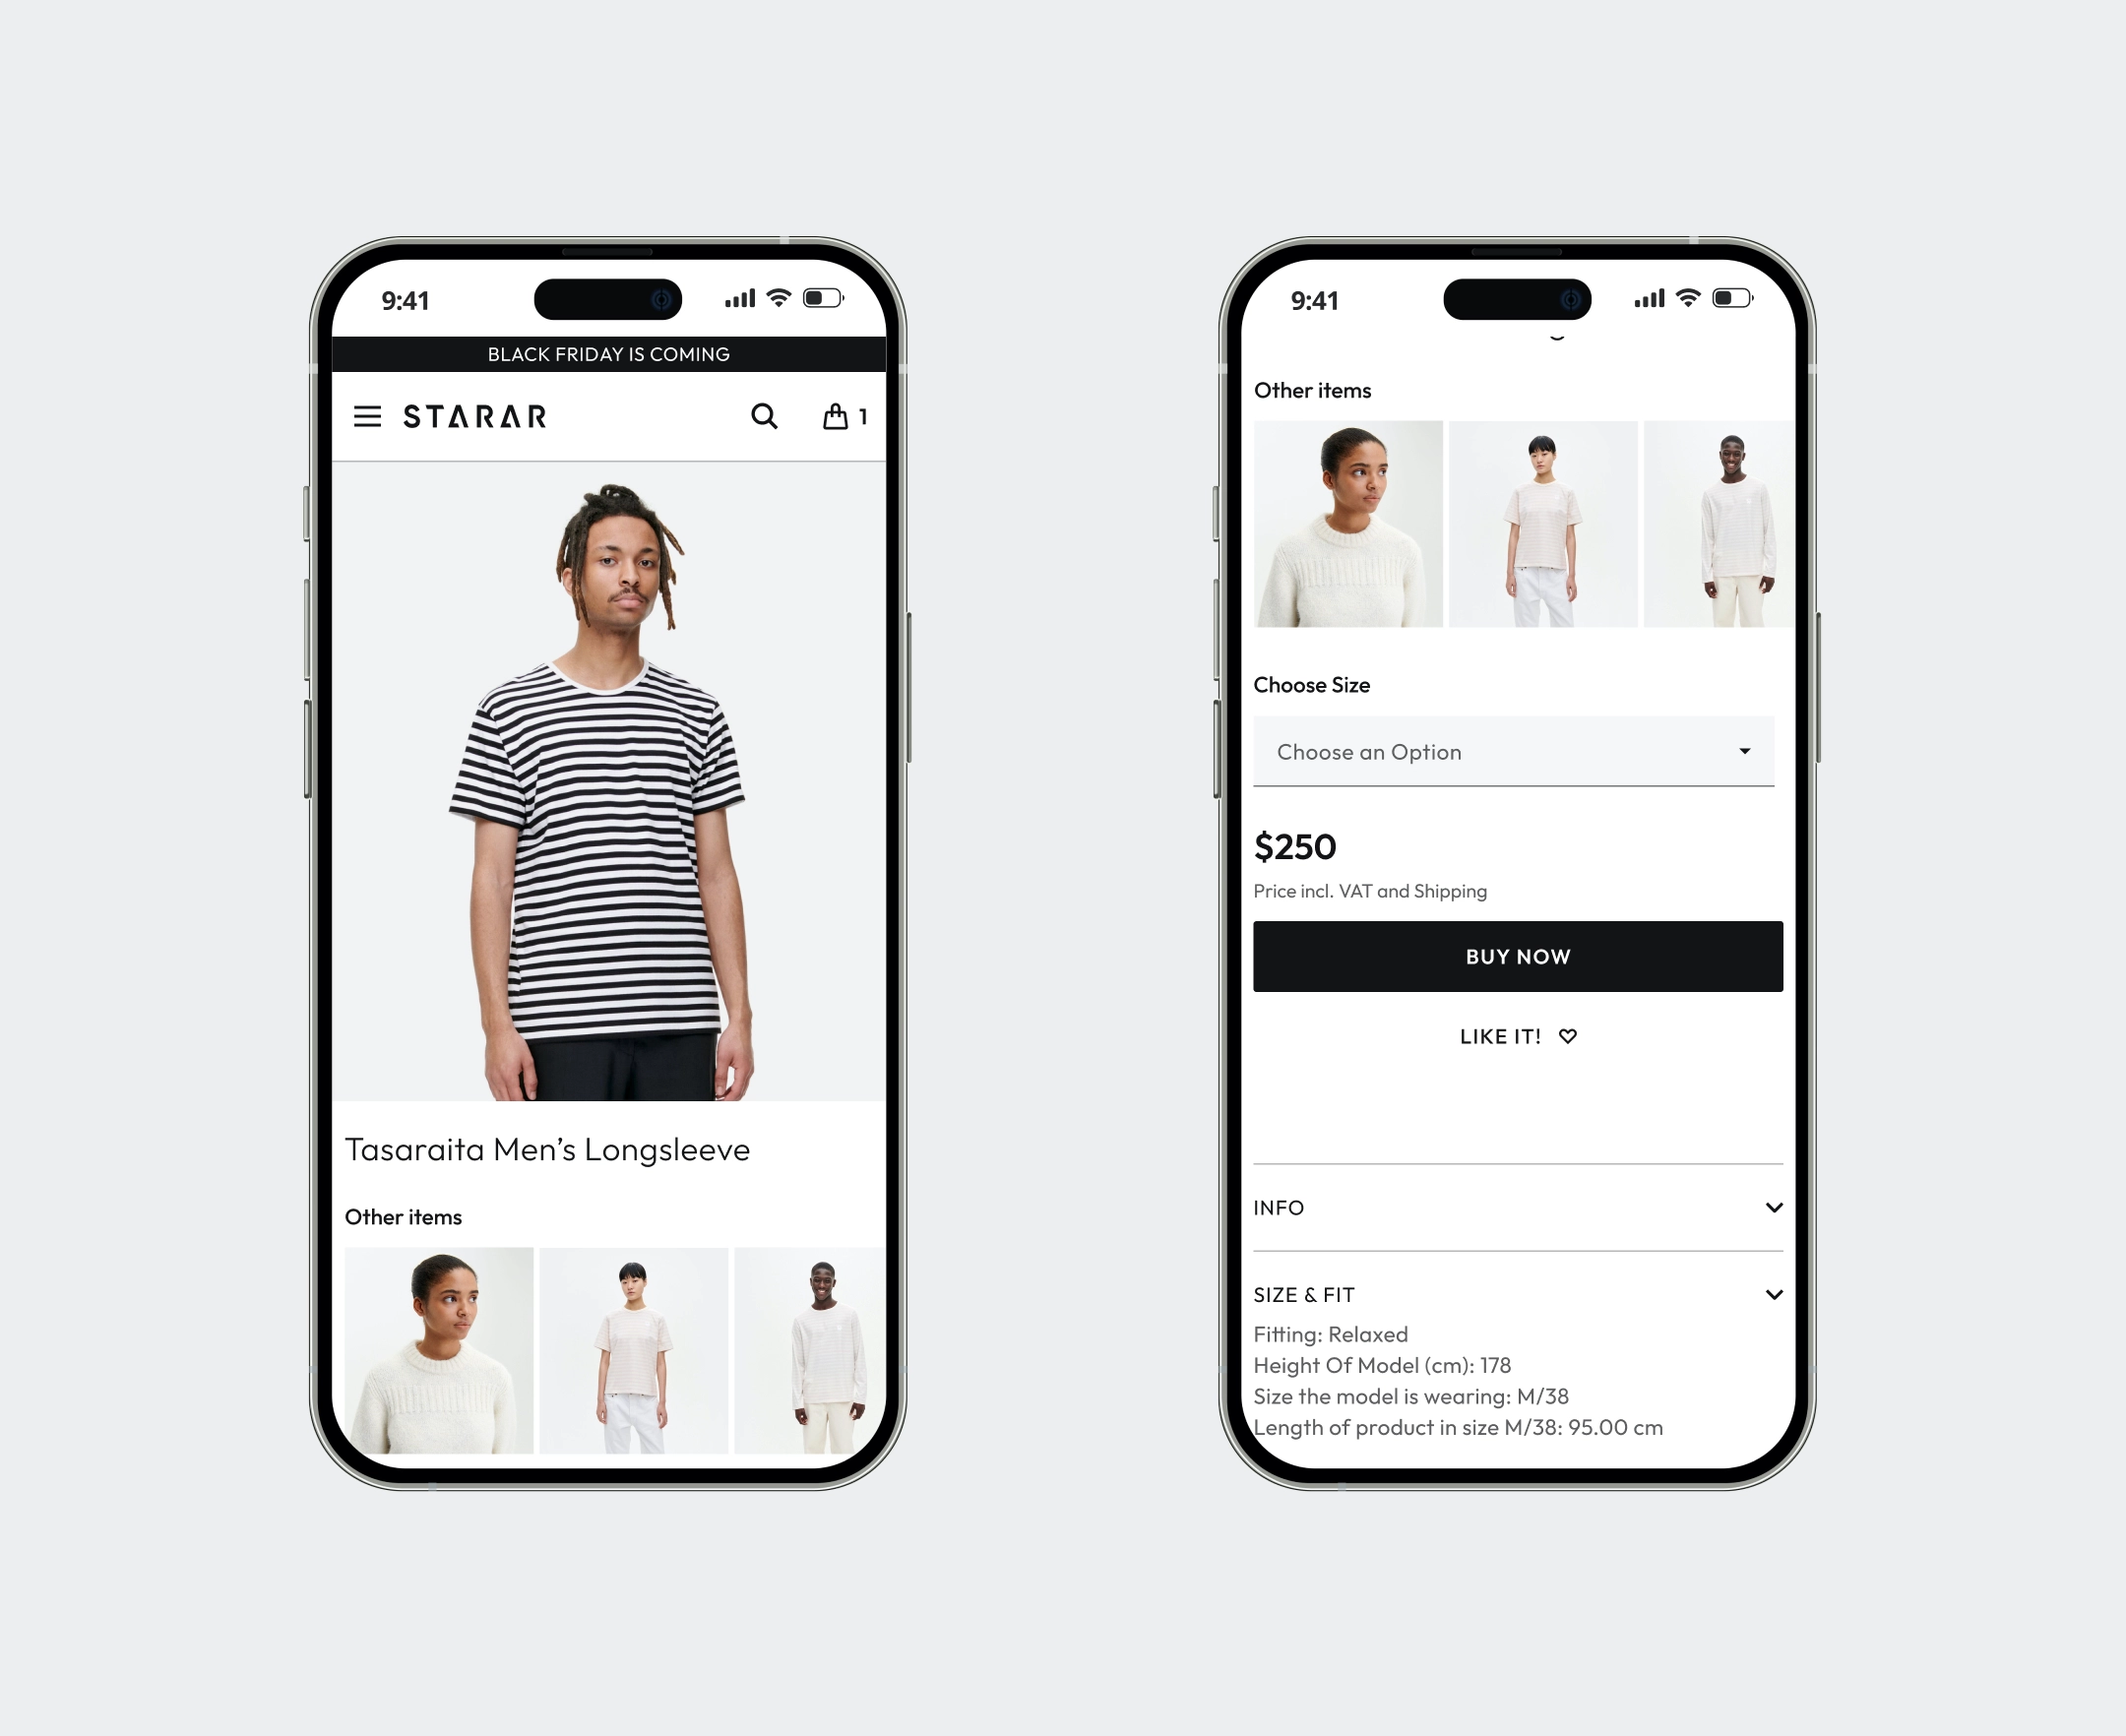 9:41
BLACK FRIDAY IS COMING
STARAR
1
Tasaraita Men’s Longsleeve
Other items
9:41
Other items
Choose Size
Choose an Option
$250
Price incl. VAT and Shipping
BUY NOW
LIKE IT!
INFO
SIZE & FIT
Fitting: Relaxed
Height Of Model (cm): 178
Size the model is wearing: M/38
Length of product in size M/38: 95.00 cm